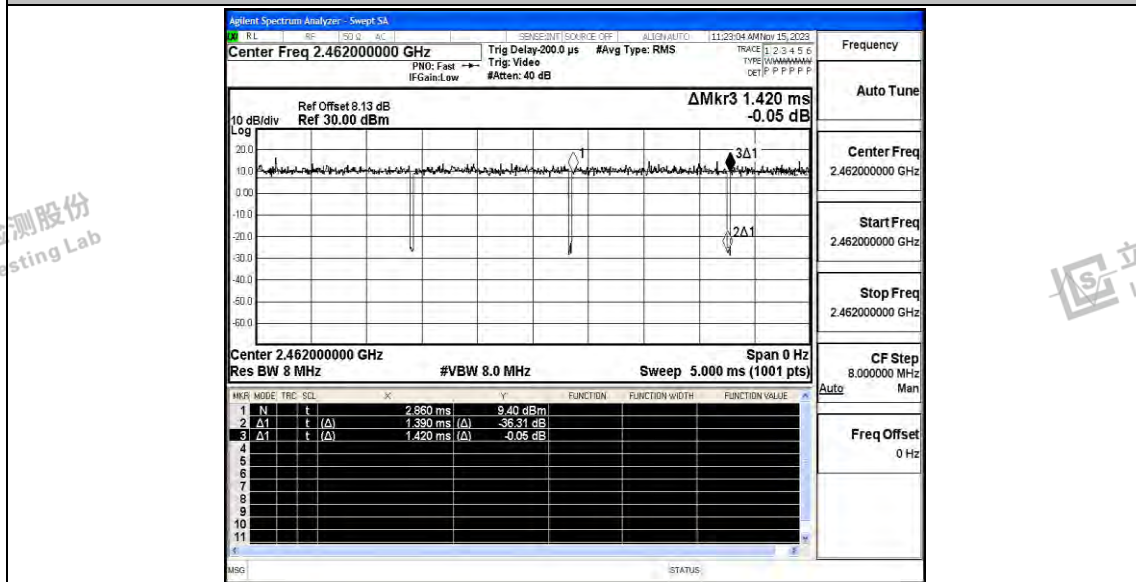 Agilent Spectrum Analyzer - Swept SA
RL RF 50 Ω AC SENSE:INT SOURCE OFF ALIGNAUTO 11:23:04 AM Nov 15, 2023
Center Freq 2.462000000 GHz
PNO: Fast
IFGain:Low
Trig Delay-200.0 µs #Avg Type: RMS
Trig: Video
#Atten: 40 dB
TRACE 1 2 3 4 5 6
TYPE
DET P P P P P P
Frequency
Auto Tune
ΔMkr3 1.420 ms
-0.05 dB
Ref Offset 8.13 dB
10 dB/div Ref 30.00 dBm
Log
20.0
10.0
0.00
-10.0
-20.0
-30.0
-40.0
-50.0
-60.0
1
3Δ1
2Δ1
Center Freq
2.462000000 GHz
Start Freq
2.462000000 GHz
Stop Freq
2.462000000 GHz
CF Step
8.000000 MHz
Auto Man
Freq Offset
0 Hz
Center 2.462000000 GHz Span 0 Hz
Res BW 8 MHz #VBW 8.0 MHz Sweep 5.000 ms (1001 pts)
MKR MODE TRC SCL X Y FUNCTION FUNCTION WIDTH FUNCTION VALUE
1 N t 2.860 ms 9.40 dBm
2 Δ1 t (Δ) 1.390 ms (Δ) -36.31 dB
3 Δ1 t (Δ) 1.420 ms (Δ) -0.05 dB
4
5
6
7
8
9
10
11
MSG STATUS
测股份
esting Lab
立